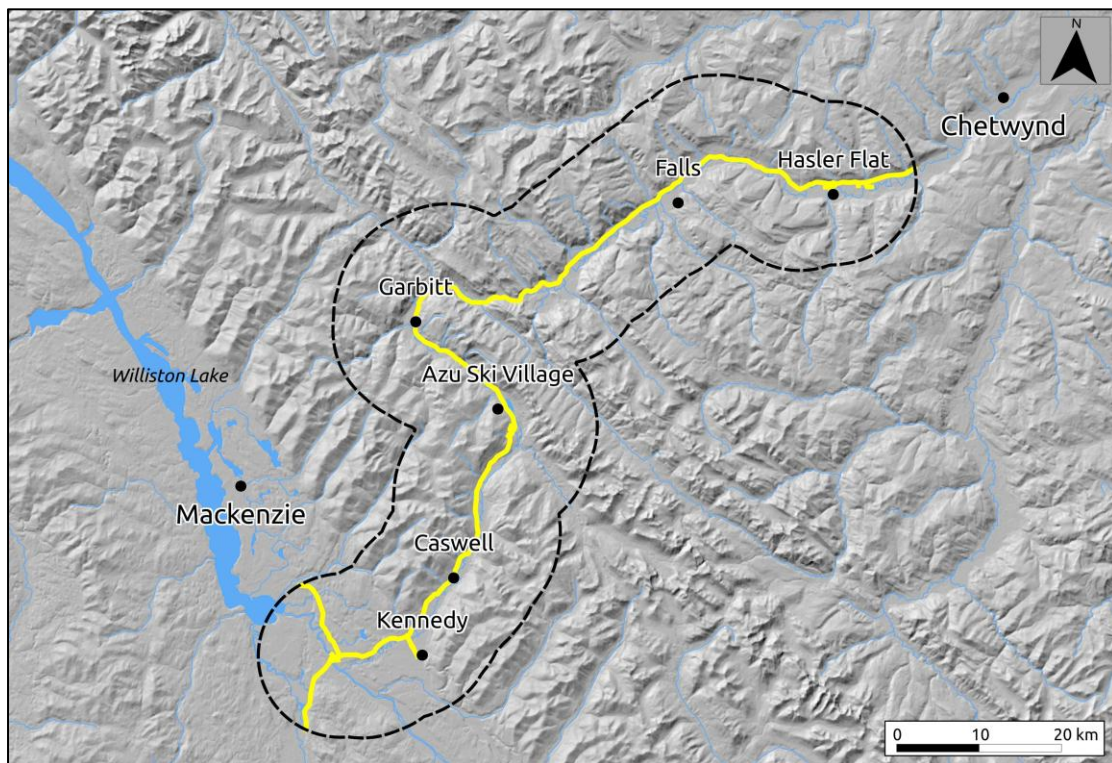 N
Chetwynd
Hasler Flat
Falls
Garbitt
Azu Ski Village
Williston Lake
Mackenzie
Caswell
Kennedy
0 10 20 km